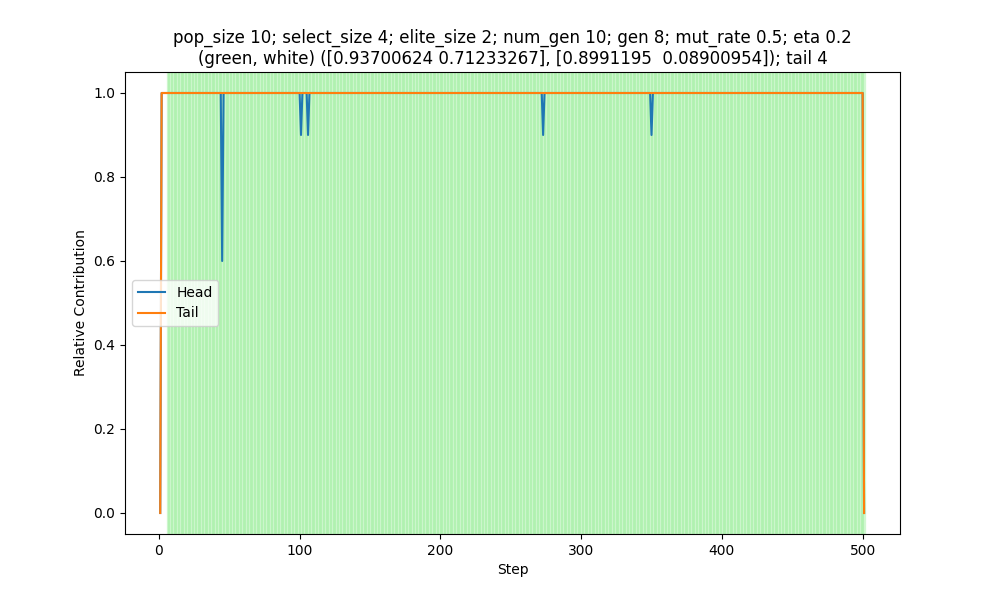 pop_size 10; select_size 4; elite_size 2; num_gen 10; gen 8; mut_rate 0.5; eta 0.2
(green, white) ([0.93700624 0.71233267], [0.8991195  0.08900954]); tail 4
1.0
0.8
0.6
0.4
0.2
0.0
Relative Contribution
Head
Tail
0 100 200 300 400 500
Step